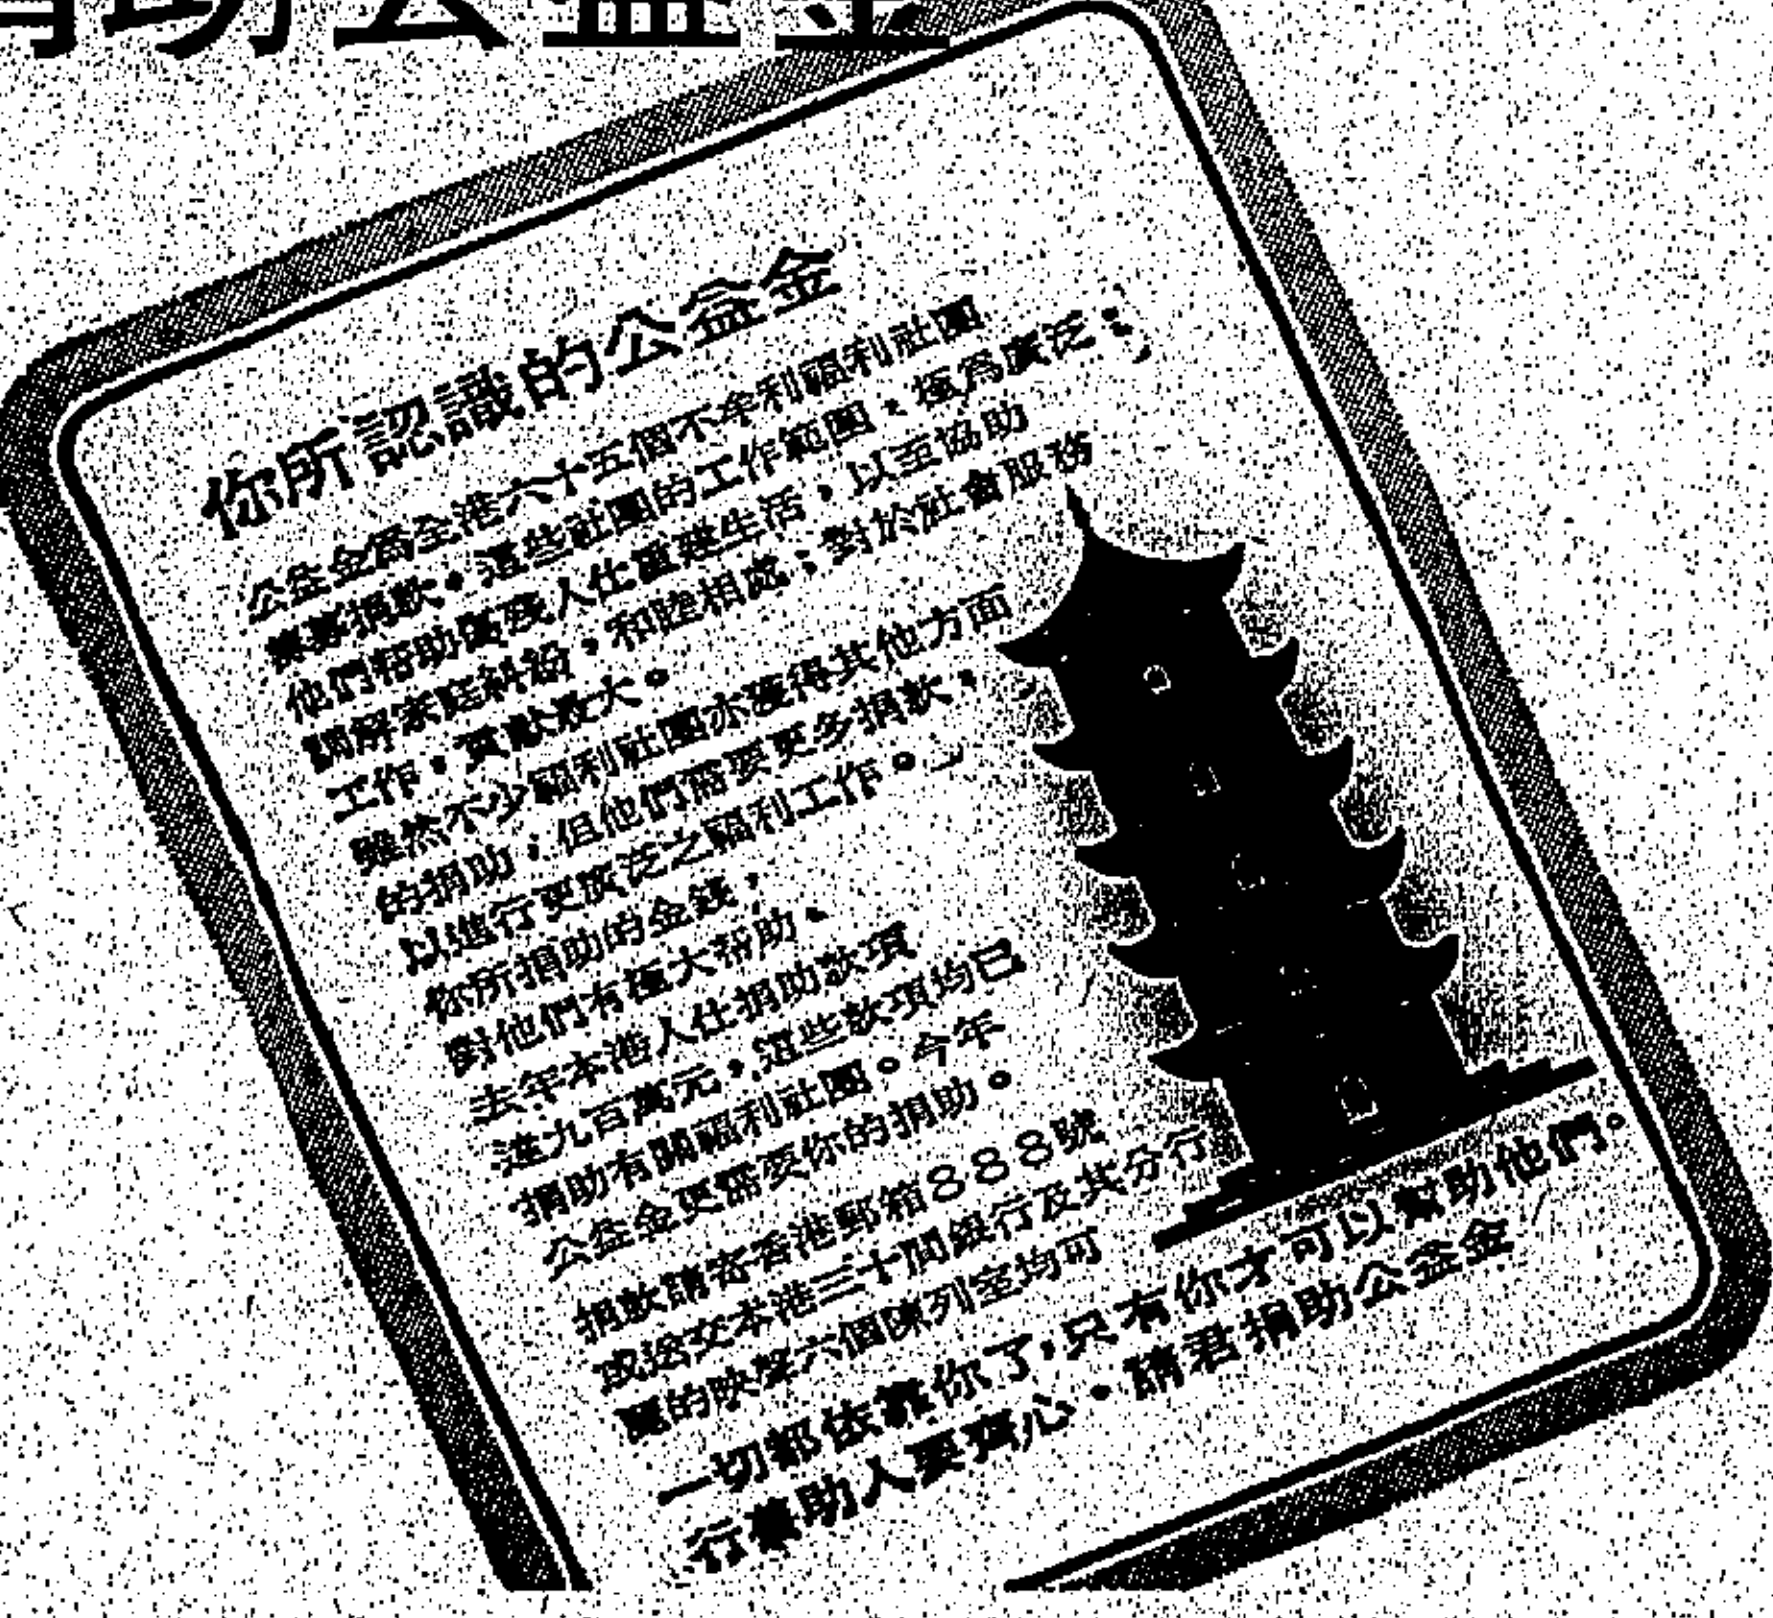 捐助公益金
你所認識的公益金
公益金爲全港六十五個不牟利福利社團
籌募捐款。這些社團的工作範圍,極爲廣泛;
他們幫助傷殘人仕重建生活,以至協助
調解家庭糾紛,和睦相處;對於社會服務
工作,貢獻殊大。
雖然不少福利社團亦獲得其他方面
的捐助;但他們需要更多捐款,
以進行更廣泛之福利工作。
你所捐助的金錢,
對他們有極大幫助。
去年本港人仕捐助款項
達九百萬元,這些款項均已
捐助有關福利社團。今年
公益金更需要你的捐助。
捐款請寄香港郵箱888號
或送交本港三十間銀行及其分行
麗的映聲六個陳列室均可
一切都依靠你了,只有你才可以幫助他們。
行善助人要齊心,請君捐助公益金